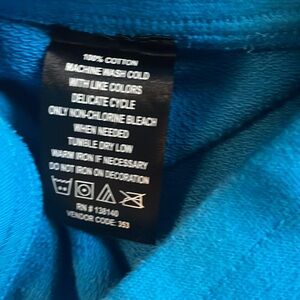 100% COTTON
MACHINE WASH COLD
WITH LIKE COLORS
DELICATE CYCLE
ONLY NON-CHLORINE BLEACH
WHEN NEEDED
TUMBLE DRY LOW
WARM IRON IF NECESSARY
DO NOT IRON ON DECORATION
RN # 138140
VENDOR CODE: 353